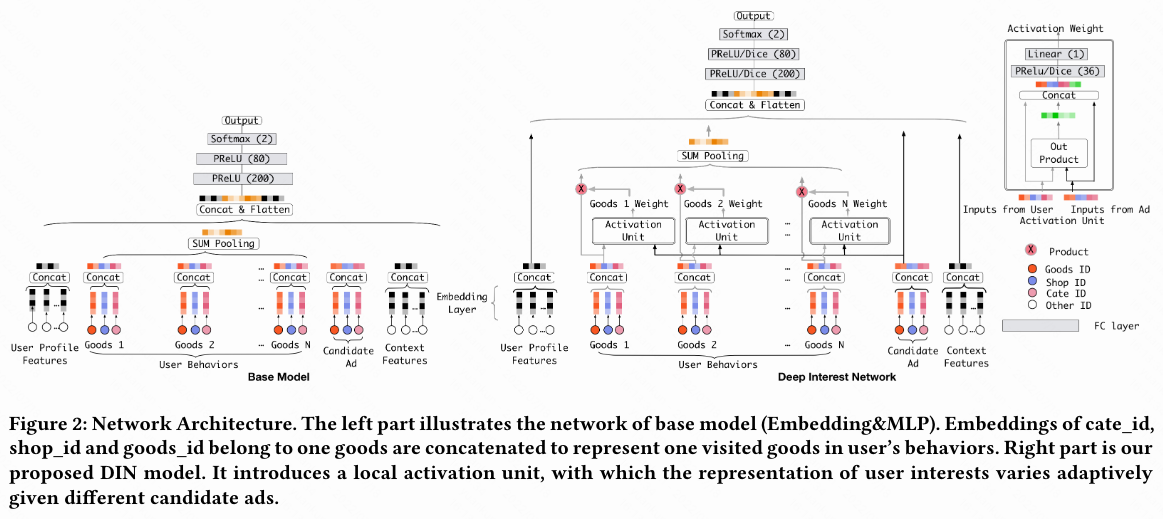 Output
Softmax (2)
PReLU (80)
PReLU (200)
Concat & Flatten
SUM Pooling
Concat
Concat
Concat
...
Concat
Concat
Concat
...
...
...
User Profile
Features
Goods 1
Goods 2
... Goods N
User Behaviors
Candidate
Ad
Context
Features
Base Model
Embedding
Layer
Output
Softmax (2)
PReLU/Dice (80)
PReLU/Dice (200)
Concat & Flatten
SUM Pooling
X
X
X
Goods 1 Weight
Goods 2 Weight
Goods N Weight
Activation
Unit
Activation
Unit
...
...
Activation
Unit
Concat
Concat
Concat
...
Concat
Concat
Concat
...
...
...
User Profile
Features
Goods 1
Goods 2
... Goods N
User Behaviors
Candidate
Ad
Context
Features
Deep Interest Network
Activation Weight
Linear (1)
PRelu/Dice (36)
Concat
Out
Product
Inputs from User Inputs from Ad
Activation Unit
X Product
Goods ID
Shop ID
Cate ID
Other ID
FC layer
Figure 2: Network Architecture. The left part illustrates the network of base model (Embedding&MLP). Embeddings of cate_id,
shop_id and goods_id belong to one goods are concatenated to represent one visited goods in user's behaviors. Right part is our
proposed DIN model. It introduces a local activation unit, with which the representation of user interests varies adaptively
given different candidate ads.